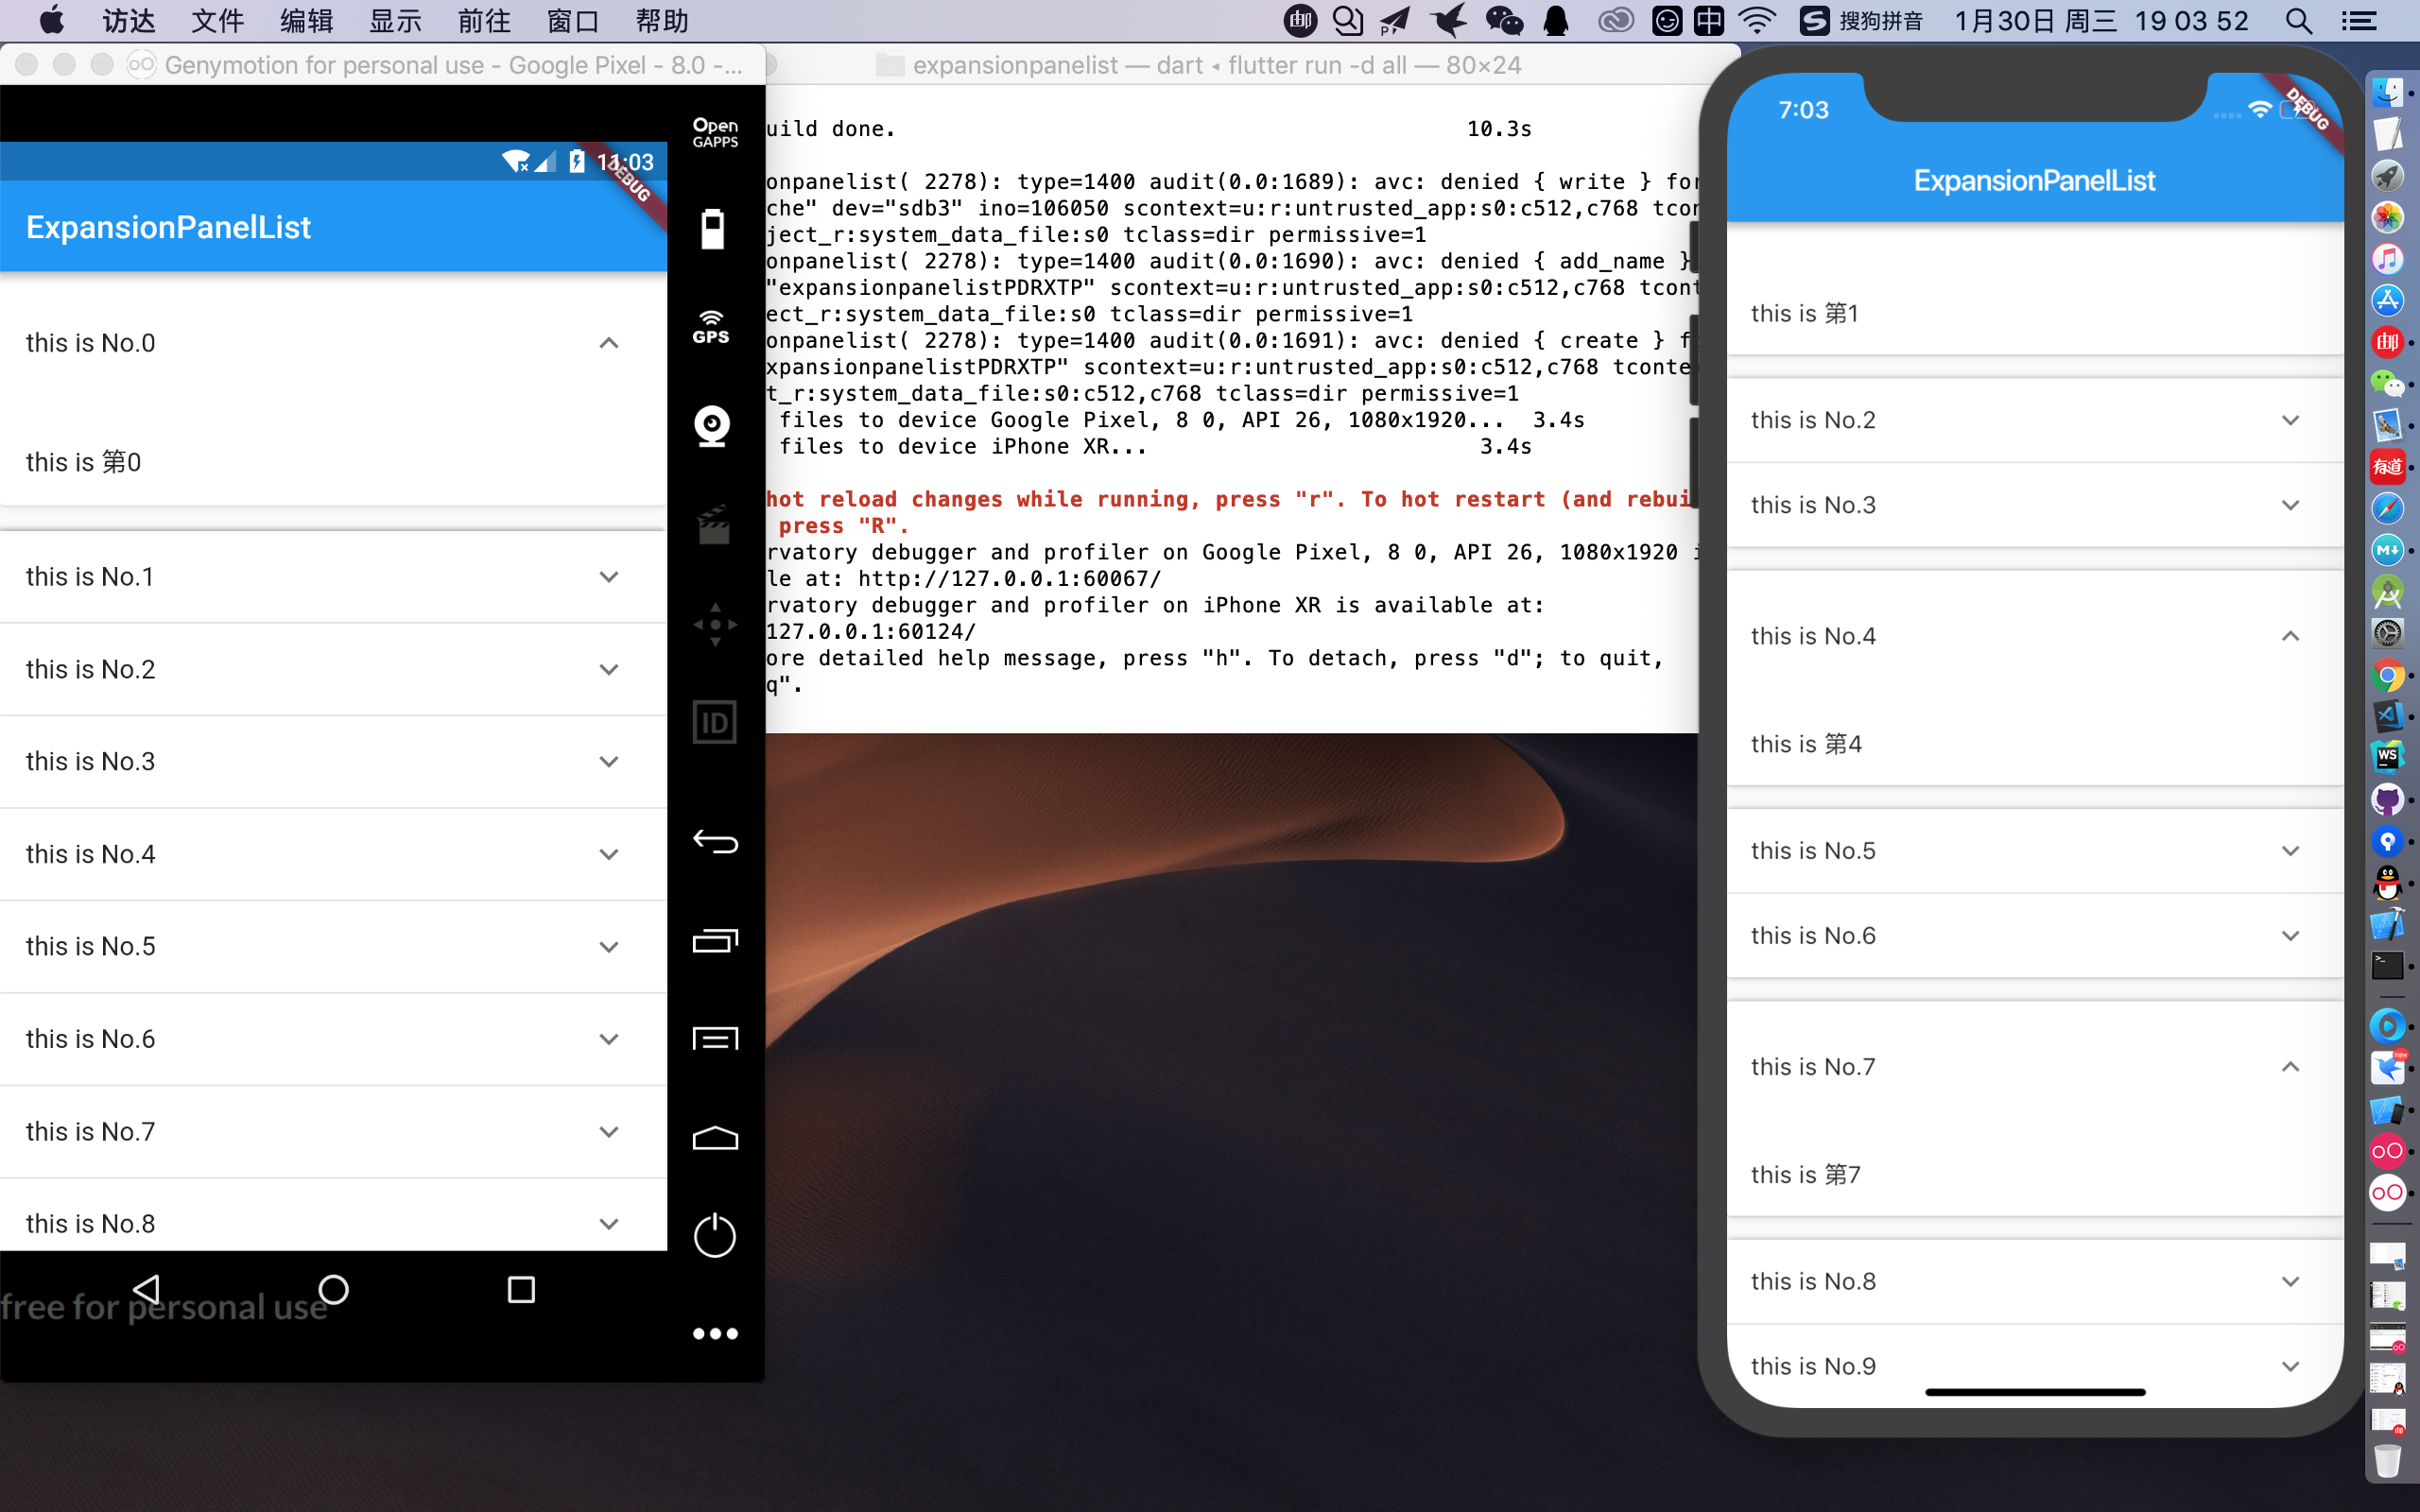 访达 文件 编辑 显示 前往 窗口 帮助
中 搜狗拼音 1月30日 周三 19 03 52
Genymotion for personal use - Google Pixel - 8.0 -...
Open
GAPPS
GPS
ID
11:03
DEBUG
ExpansionPanelList
this is No.0
this is 第0
this is No.1
this is No.2
this is No.3
this is No.4
this is No.5
this is No.6
this is No.7
this is No.8
free for personal use
expansionpanelist — dart ◂ flutter run -d all — 80×24
uild done. 10.3s
onpanelist( 2278): type=1400 audit(0.0:1689): avc: denied { write } for
che" dev="sdb3" ino=106050 scontext=u:r:untrusted_app:s0:c512,c768 tcon
ject_r:system_data_file:s0 tclass=dir permissive=1
onpanelist( 2278): type=1400 audit(0.0:1690): avc: denied { add_name }
"expansionpanelistPDRXTP" scontext=u:r:untrusted_app:s0:c512,c768 tcont
ect_r:system_data_file:s0 tclass=dir permissive=1
onpanelist( 2278): type=1400 audit(0.0:1691): avc: denied { create } f
xpansionpanelistPDRXTP" scontext=u:r:untrusted_app:s0:c512,c768 tconte
t_r:system_data_file:s0:c512,c768 tclass=dir permissive=1
files to device Google Pixel, 8 0, API 26, 1080x1920... 3.4s
files to device iPhone XR... 3.4s
hot reload changes while running, press "r". To hot restart (and rebui
press "R".
rvatory debugger and profiler on Google Pixel, 8 0, API 26, 1080x1920 i
le at: http://127.0.0.1:60067/
rvatory debugger and profiler on iPhone XR is available at:
127.0.0.1:60124/
ore detailed help message, press "h". To detach, press "d"; to quit,
q".
7:03
DEBUG
ExpansionPanelList
this is 第1
this is No.2
this is No.3
this is No.4
this is 第4
this is No.5
this is No.6
this is No.7
this is 第7
this is No.8
this is No.9
邮
有道
M
WS
new